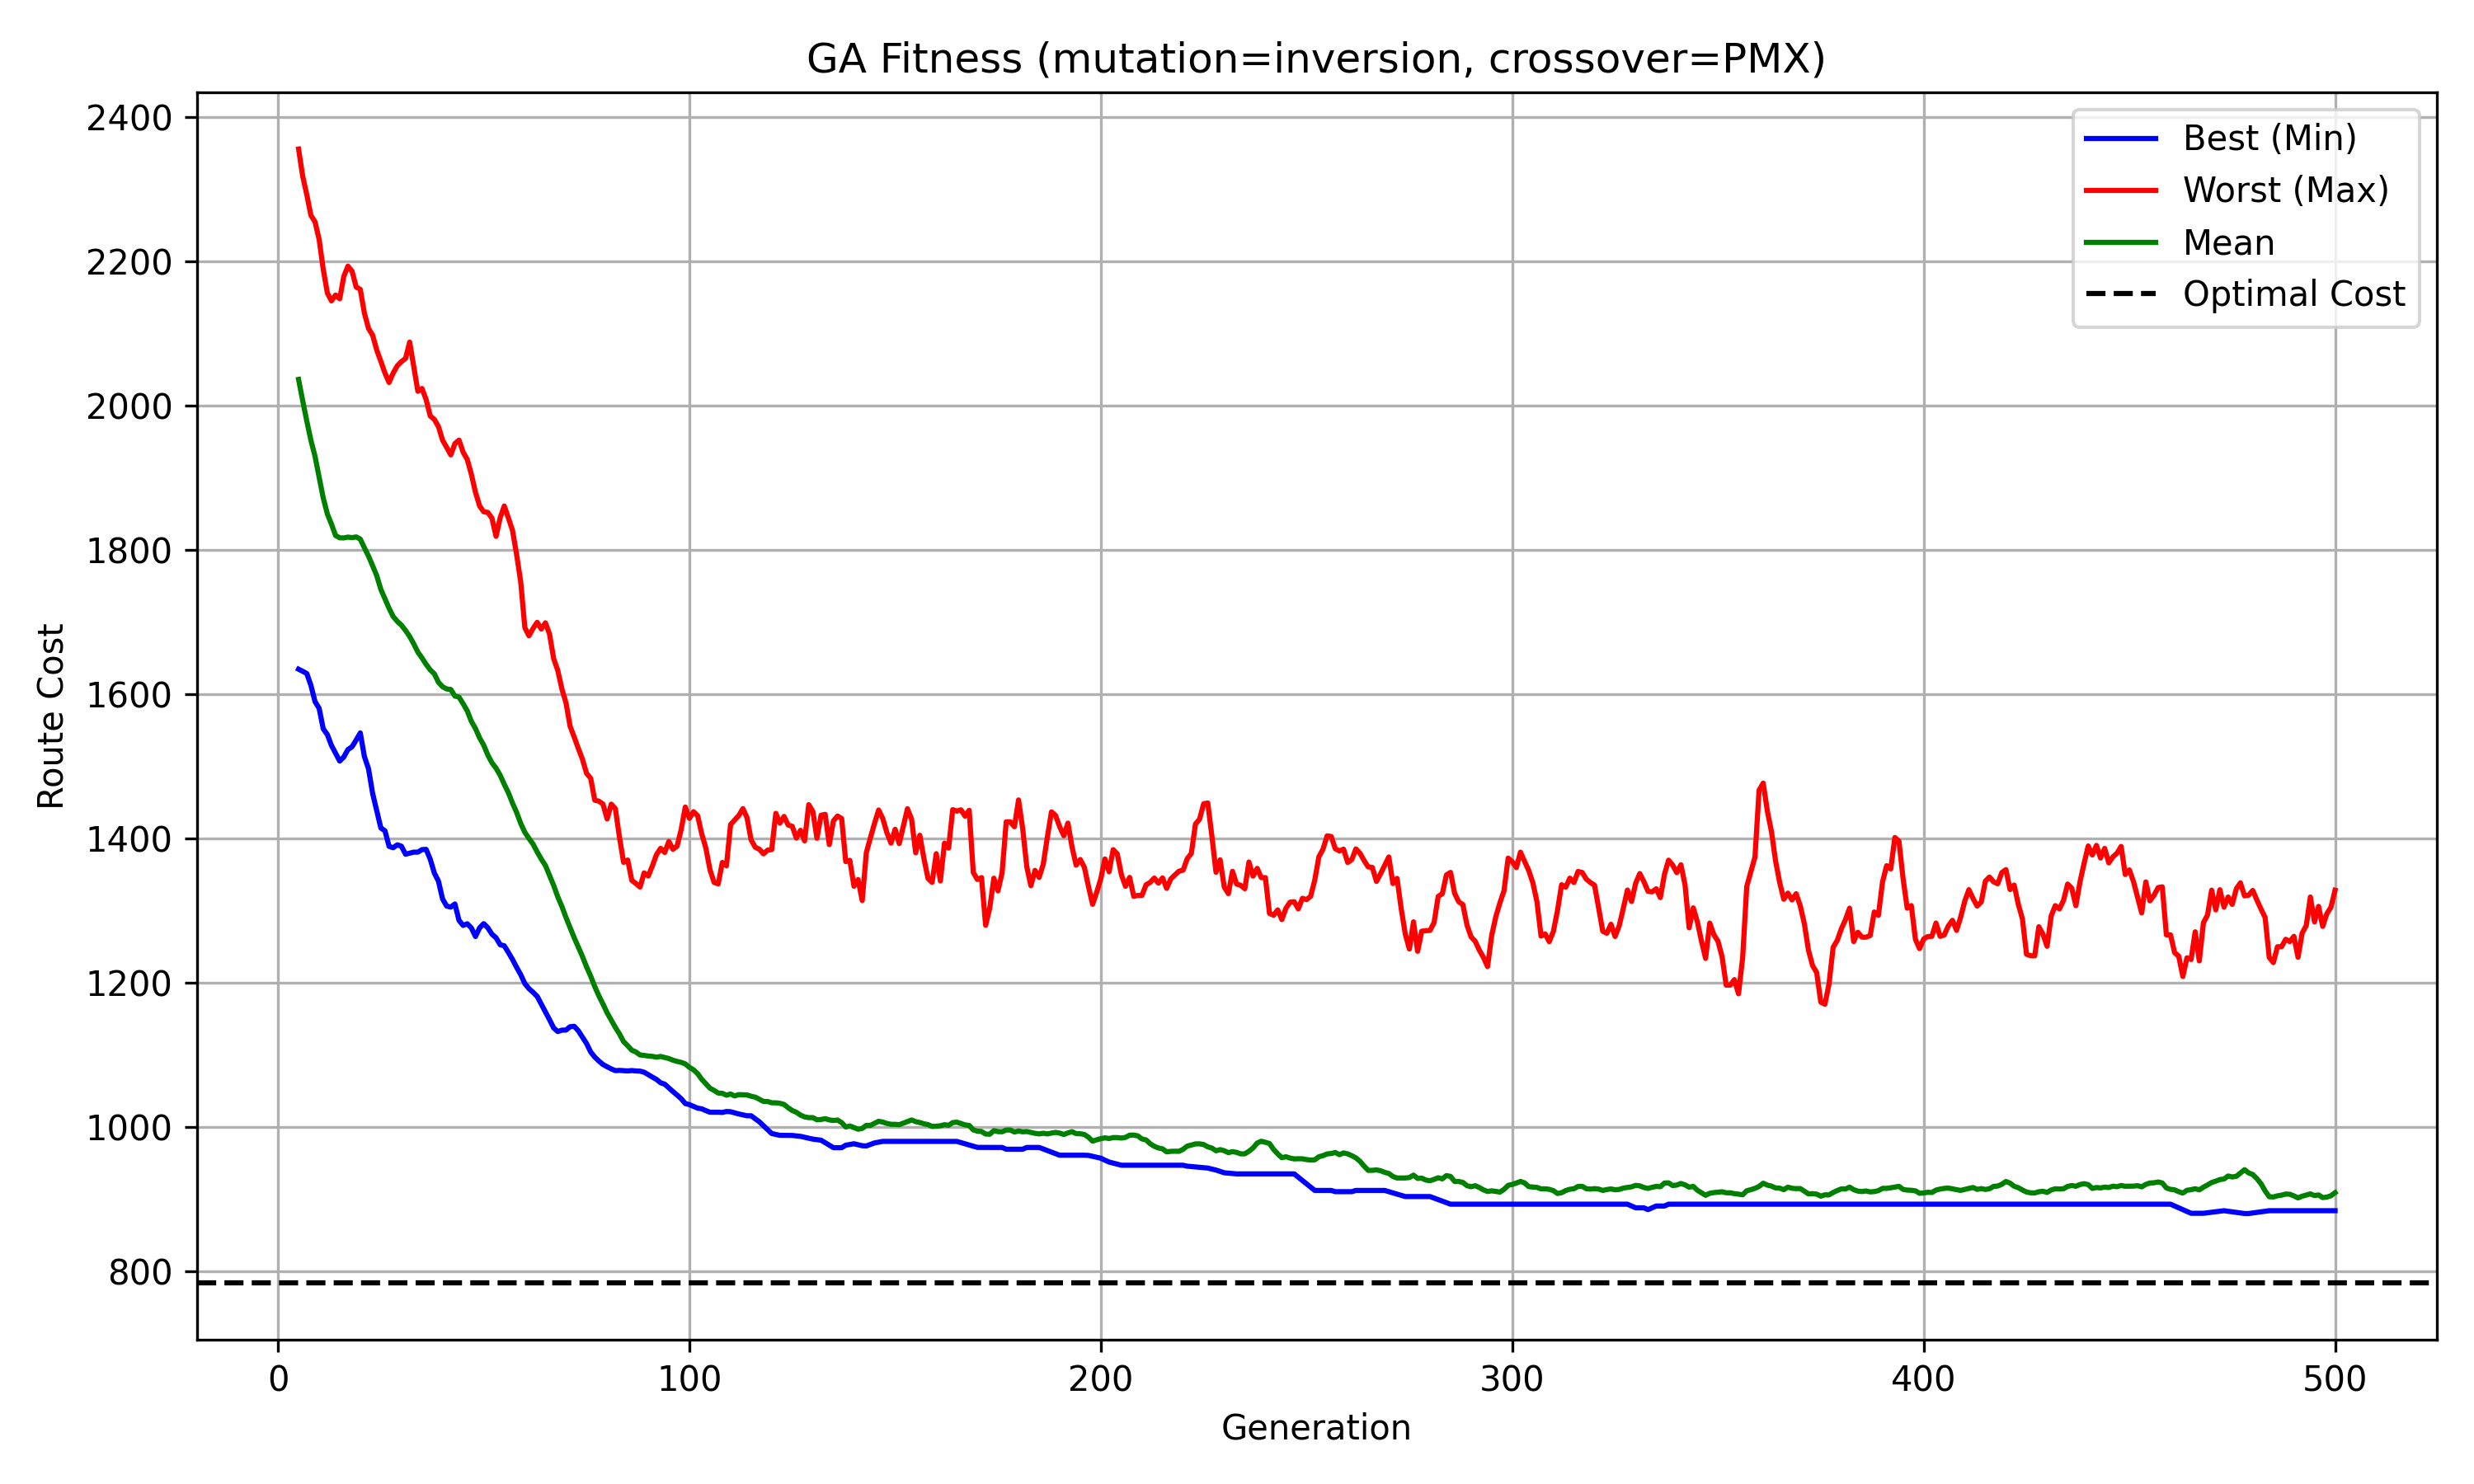 GA Fitness (mutation=inversion, crossover=PMX)
2400
2200
2000
1800
1600
1400
1200
1000
800
Route Cost
Best (Min)
Worst (Max)
Mean
Optimal Cost
0 100 200 300 400 500
Generation